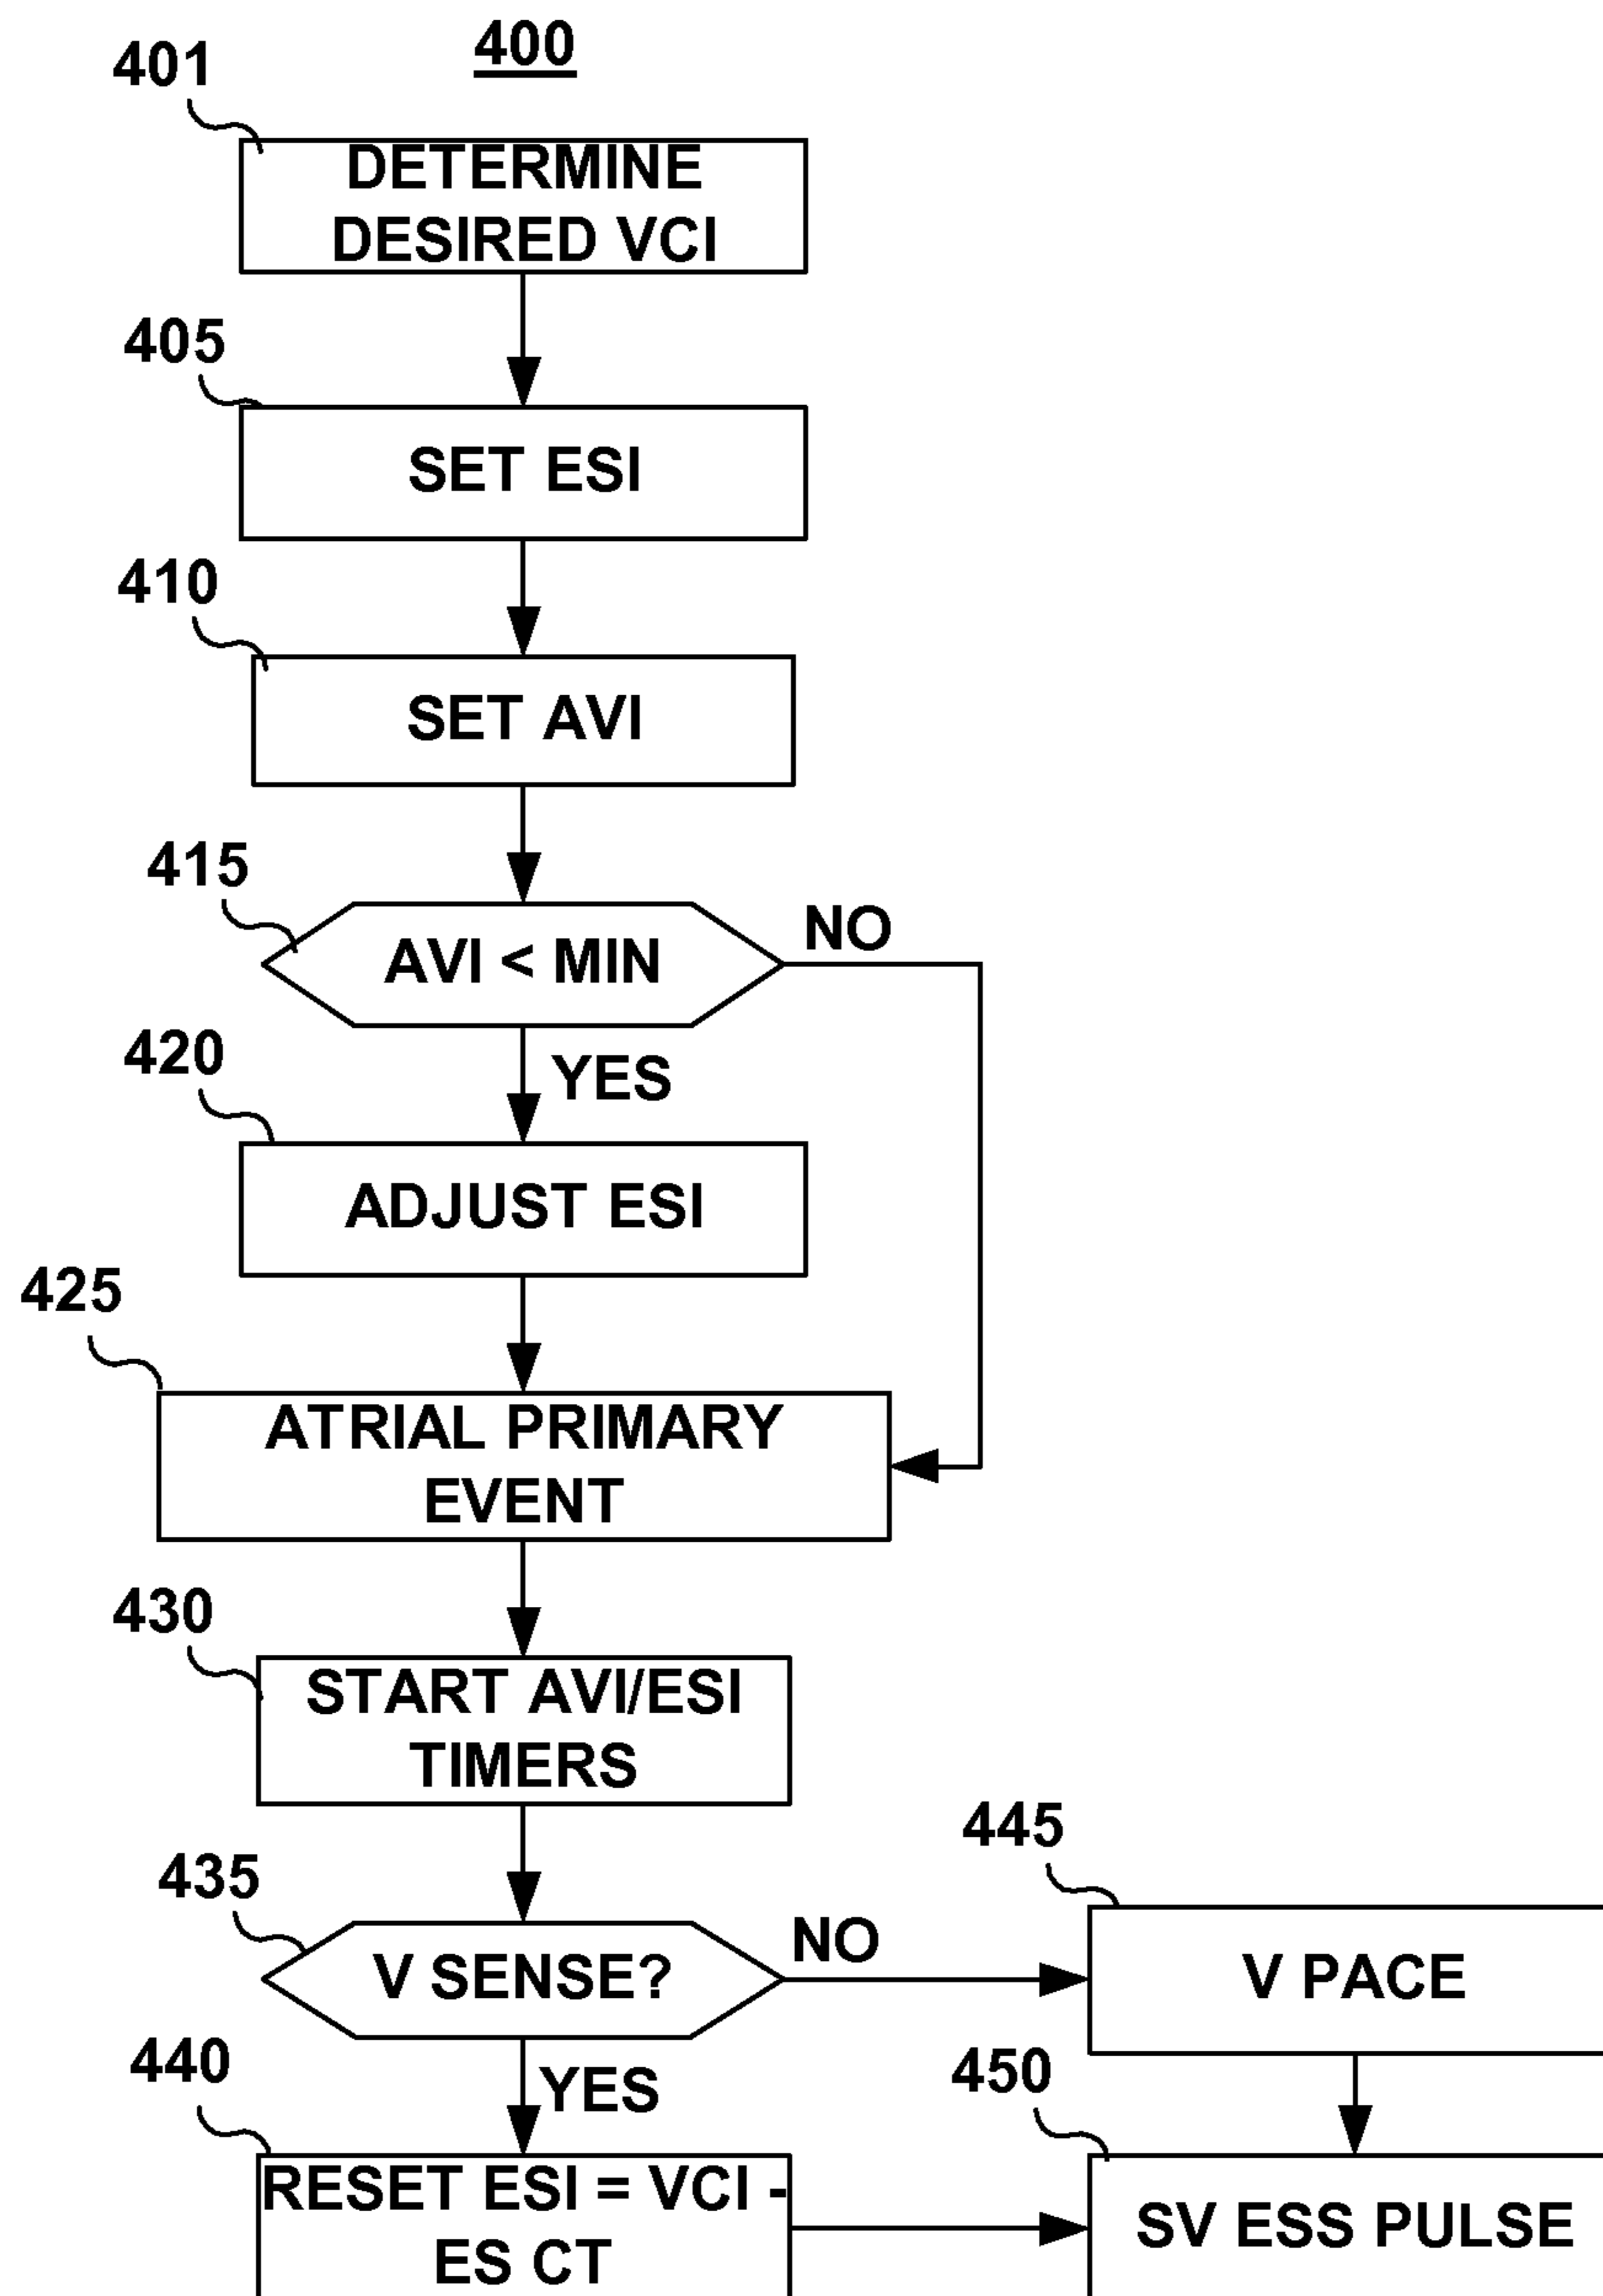 400
401
DETERMINE
DESIRED VCI
405
SET ESI
410
SET AVI
415
AVI < MIN
NO
YES
420
ADJUST ESI
425
ATRIAL PRIMARY
EVENT
430
START AVI/ESI
TIMERS
435
V SENSE?
NO
YES
445
V PACE
440
RESET ESI = VCI -
ES CT
450
SV ESS PULSE